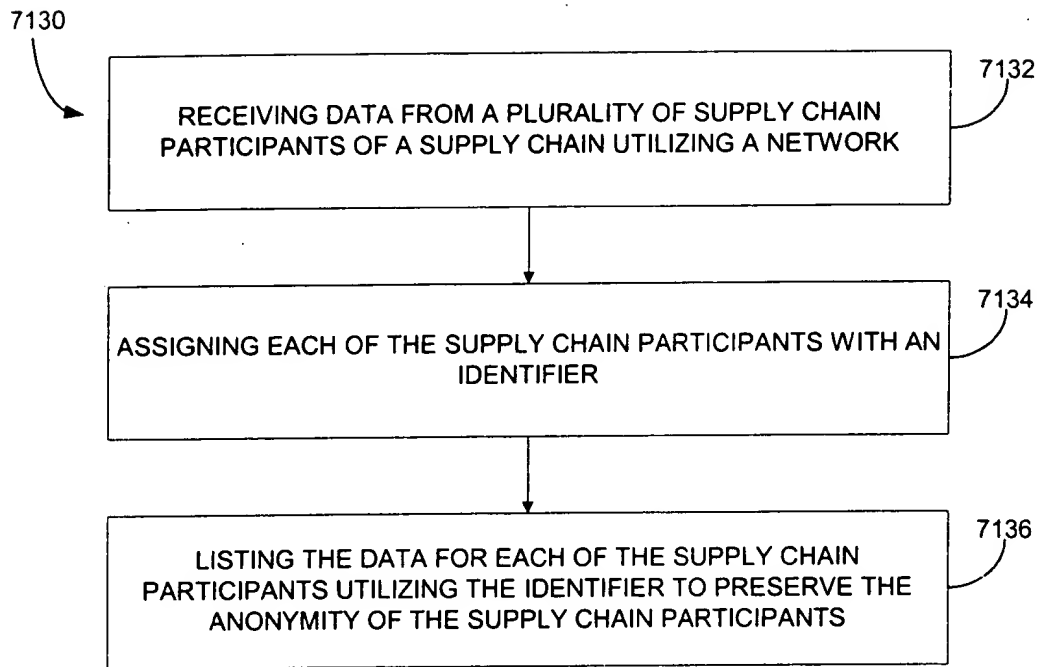 7130
7132
RECEIVING DATA FROM A PLURALITY OF SUPPLY CHAIN
PARTICIPANTS OF A SUPPLY CHAIN UTILIZING A NETWORK
7134
ASSIGNING EACH OF THE SUPPLY CHAIN PARTICIPANTS WITH AN
IDENTIFIER
7136
LISTING THE DATA FOR EACH OF THE SUPPLY CHAIN
PARTICIPANTS UTILIZING THE IDENTIFIER TO PRESERVE THE
ANONYMITY OF THE SUPPLY CHAIN PARTICIPANTS